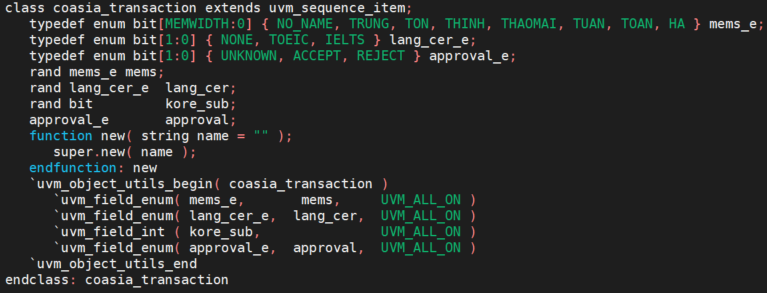 class coasia_transaction extends uvm_sequence_item;
   typedef enum bit[MEMWIDTH:0] { NO_NAME, TRUNG, TON, THINH, THAOMAI, TUAN, TOAN, HA } mems_e;
   typedef enum bit[1:0] { NONE, TOEIC, IELTS } lang_cer_e;
   typedef enum bit[1:0] { UNKNOWN, ACCEPT, REJECT } approval_e;
   rand mems_e mems;
   rand lang_cer_e  lang_cer;
   rand bit         kore_sub;
   approval_e       approval;
   function new( string name = "" );
      super.new( name );
   endfunction: new
   `uvm_object_utils_begin( coasia_transaction )
      `uvm_field_enum( mems_e,       mems,     UVM_ALL_ON )
      `uvm_field_enum( lang_cer_e,  lang_cer,  UVM_ALL_ON )
      `uvm_field_int ( kore_sub,               UVM_ALL_ON )
      `uvm_field_enum( approval_e,  approval,  UVM_ALL_ON )
   `uvm_object_utils_end
endclass: coasia_transaction